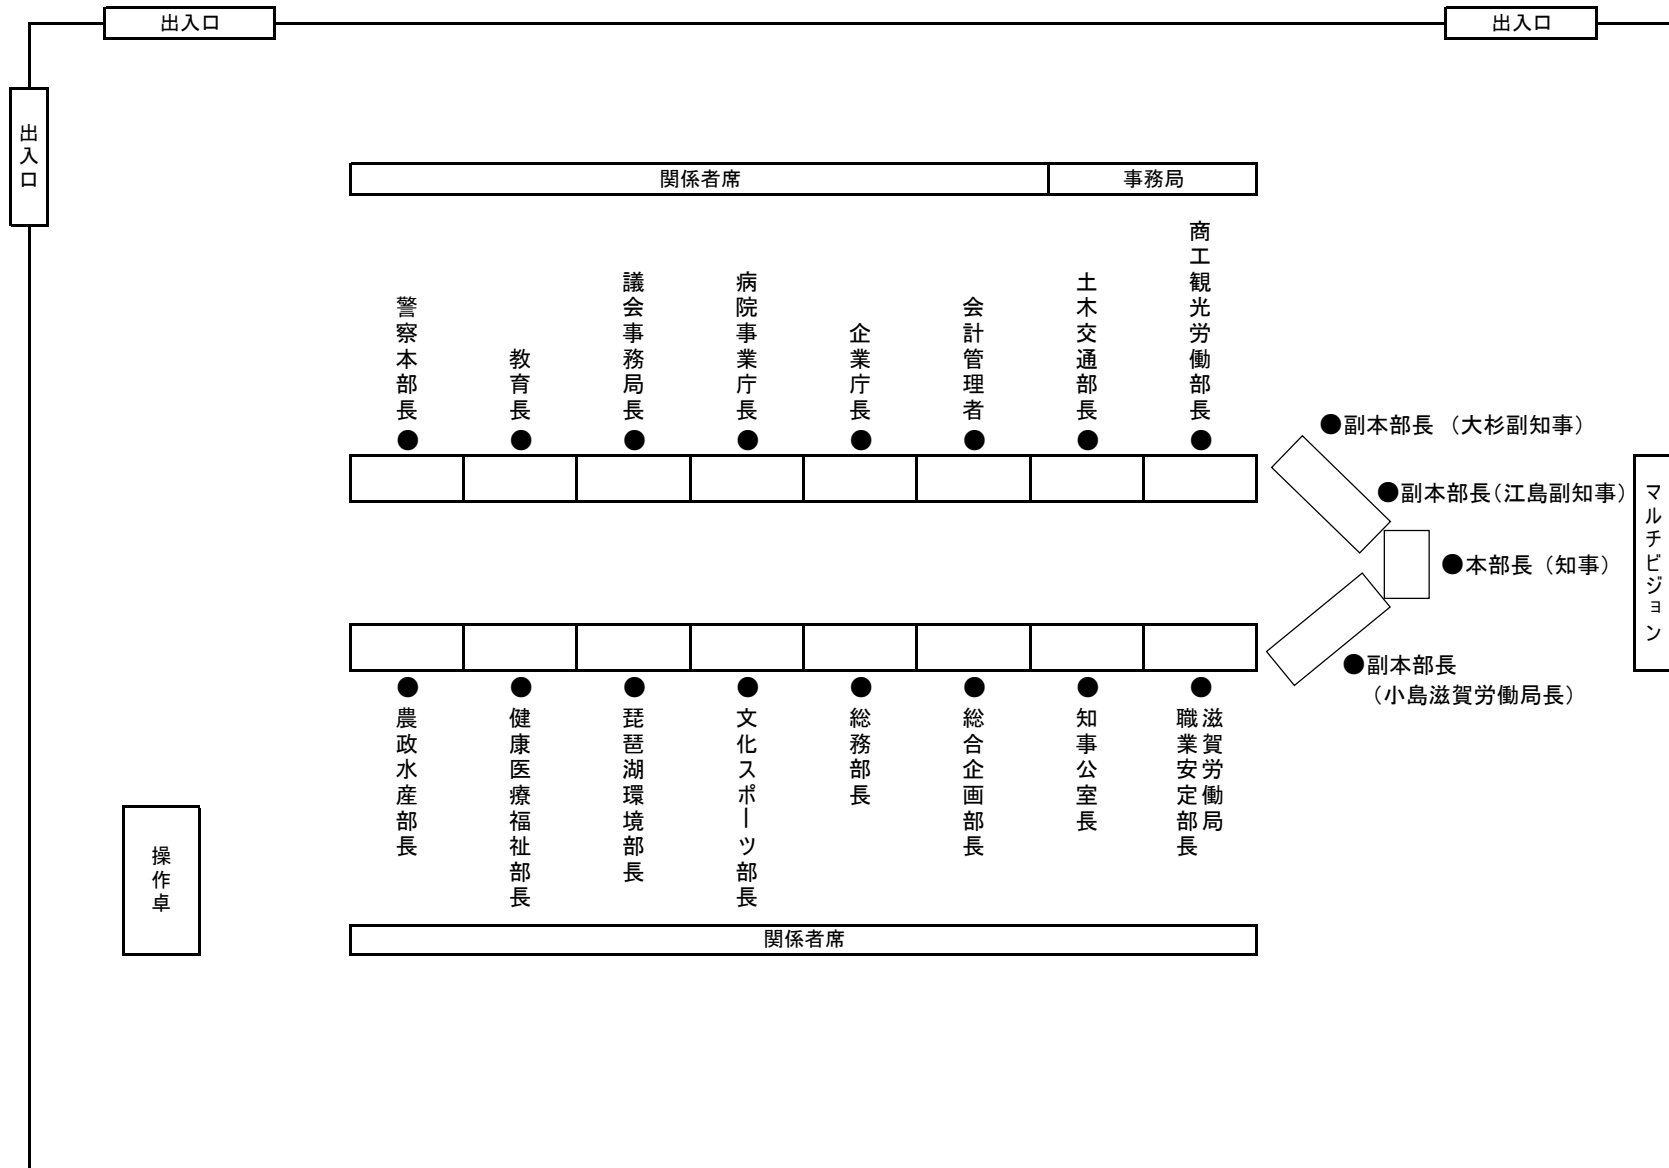 出入口
出入口
出入口
関係者席
事務局
警察本部長
教育長
議会事務局長
病院事業庁長
企業庁長
会計管理者
土木交通部長
商工観光労働部長
●副本部長（大杉副知事）
●副本部長（江島副知事）
●本部長（知事）
●副本部長
（小島滋賀労働局長）
マルチビジョン
農政水産部長
健康医療福祉部長
琵琶湖環境部長
文化スポーツ部長
総務部長
総合企画部長
知事公室長
滋賀労働局
職業安定部長
操作卓
関係者席